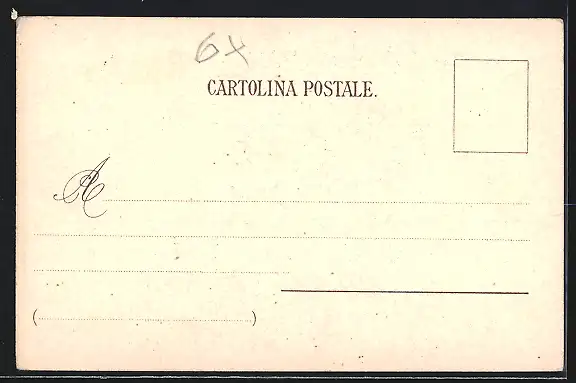 6x
CARTOLINA POSTALE.
A
( )